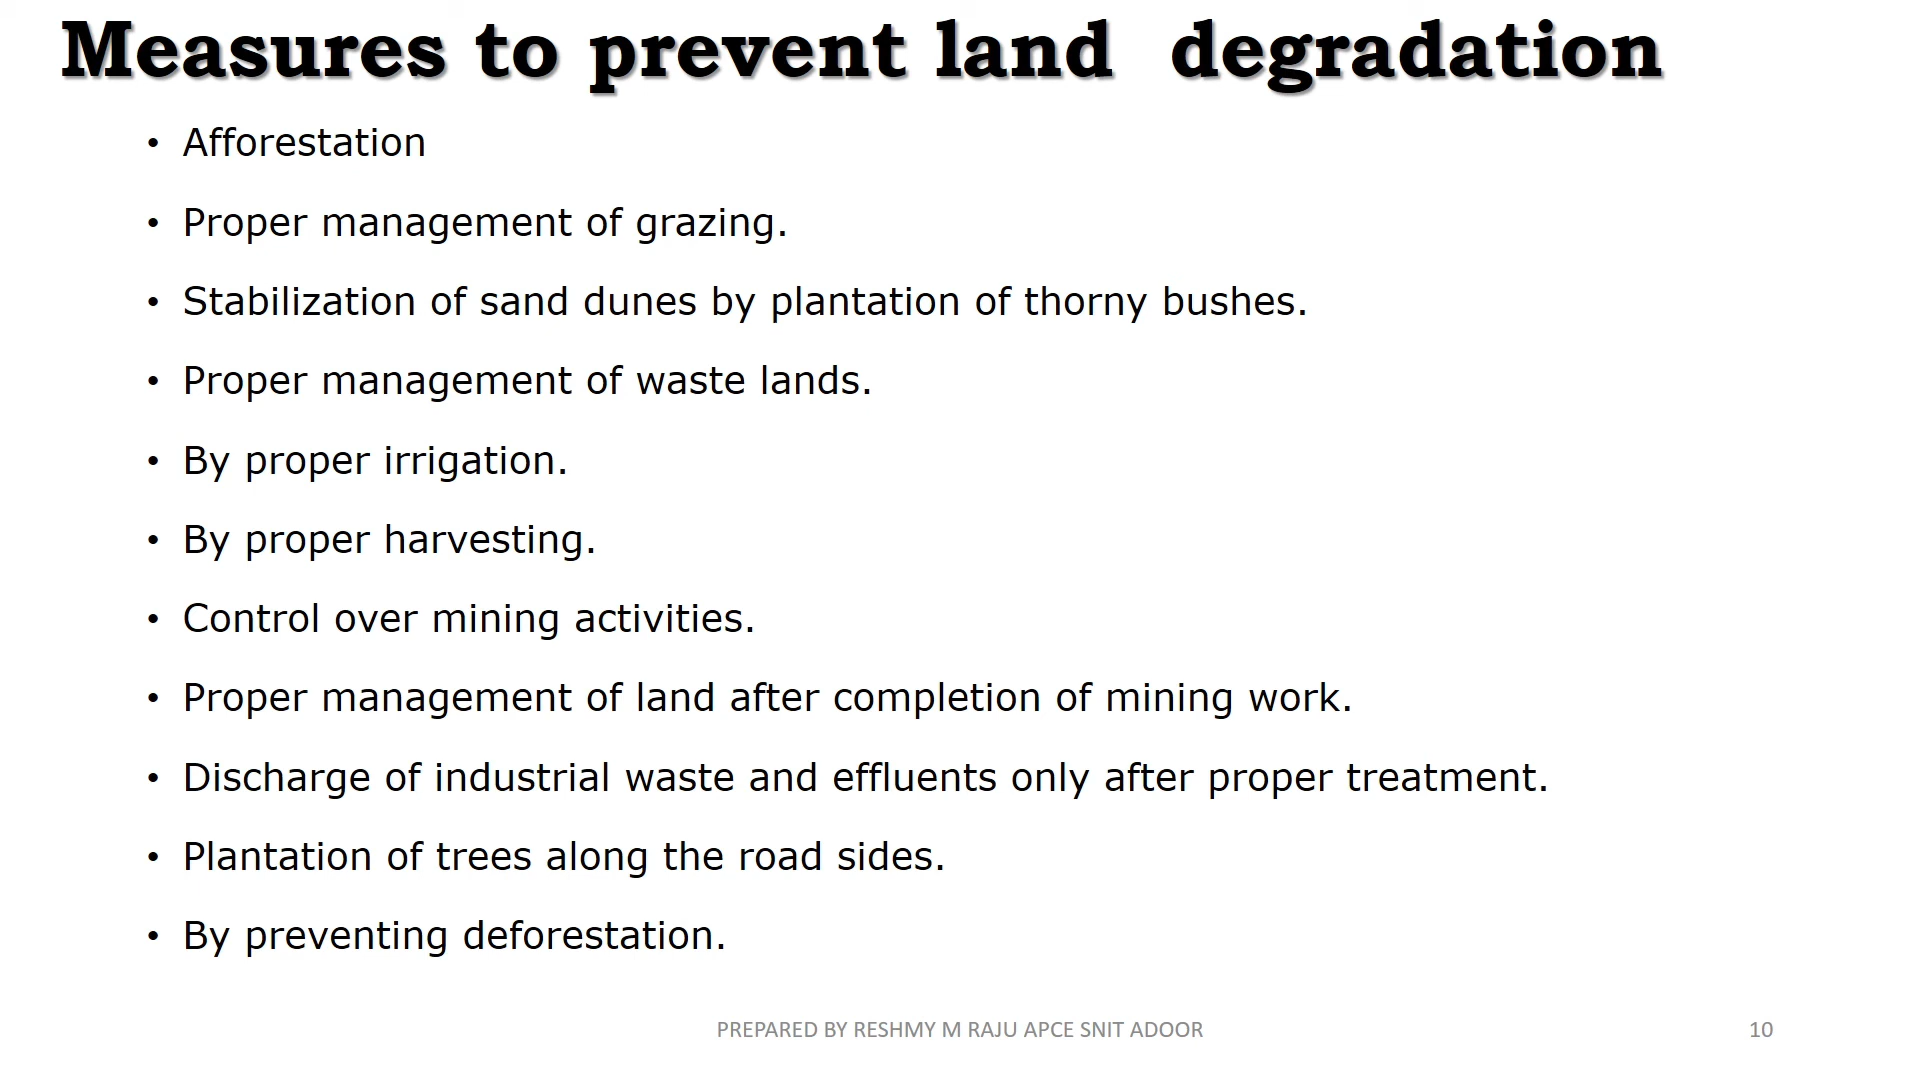 Measures to prevent land  degradation
• Afforestation
• Proper management of grazing.
• Stabilization of sand dunes by plantation of thorny bushes.
• Proper management of waste lands.
• By proper irrigation.
• By proper harvesting.
• Control over mining activities.
• Proper management of land after completion of mining work.
• Discharge of industrial waste and effluents only after proper treatment.
• Plantation of trees along the road sides.
• By preventing deforestation.
PREPARED BY RESHMY M RAJU APCE SNIT ADOOR
10